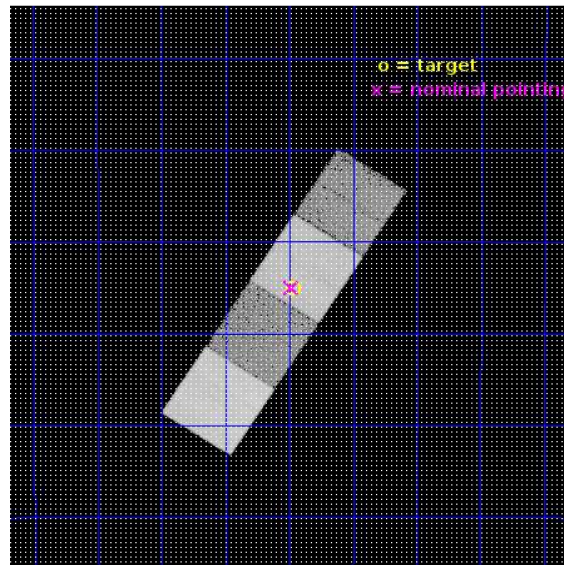 o = target
x = nominal pointin